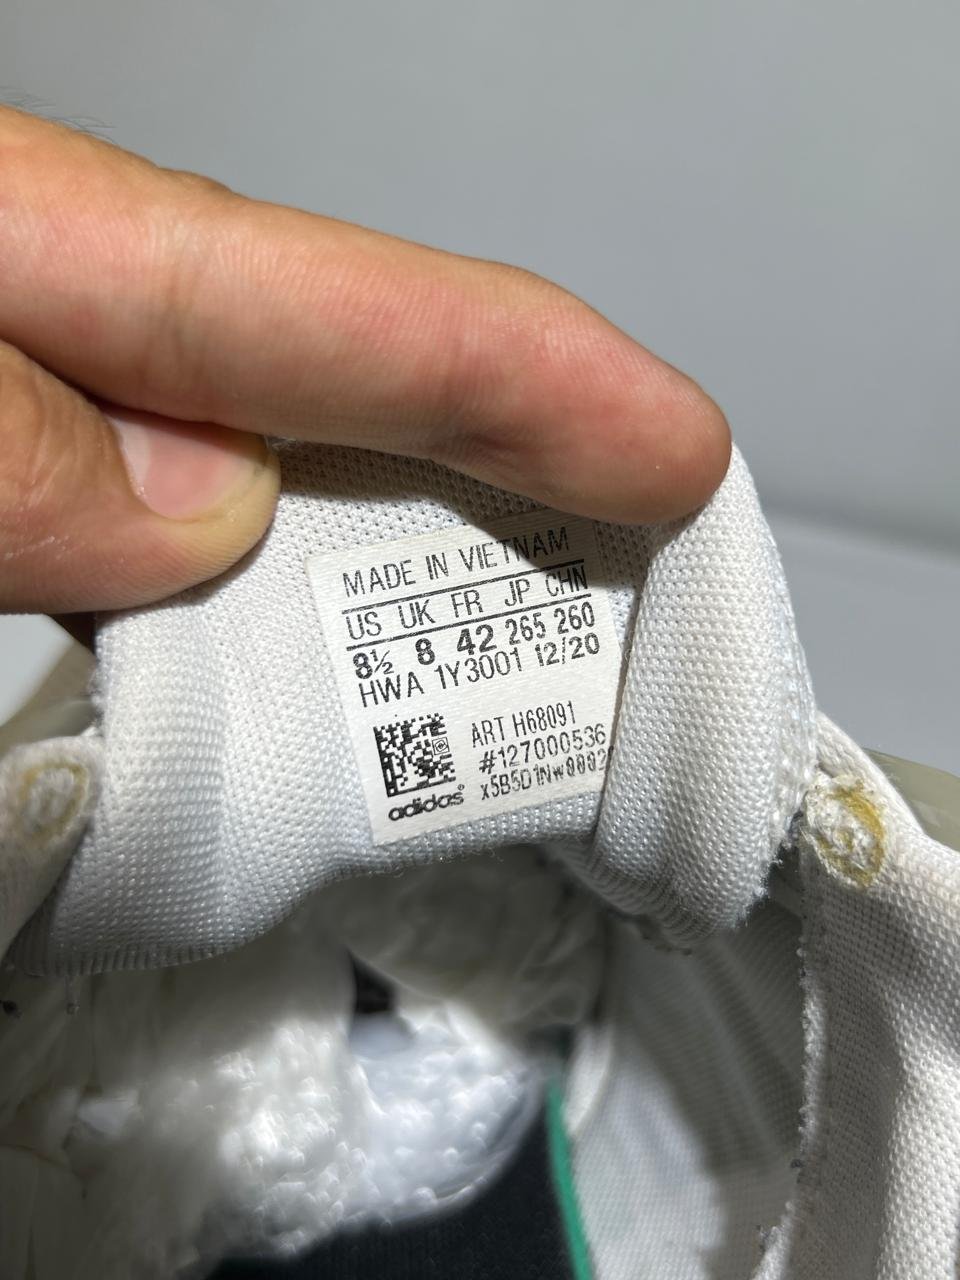 MADE IN VIETNAM
US UK FR JP CHN
8½ 8 42 265 260
HWA 1Y3001 12/20
ART H68091
#127000536
adidas